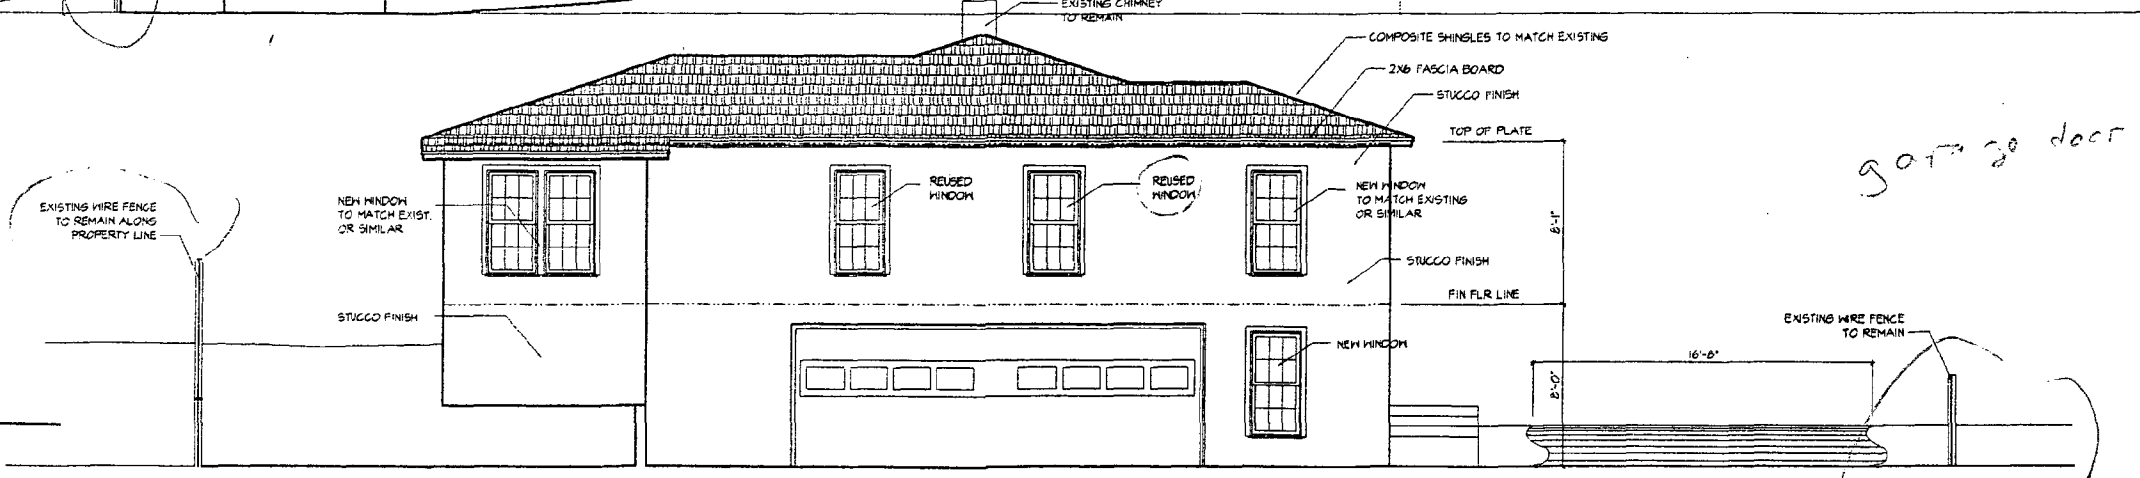 EXISTING CHIMNEY
TO REMAIN
COMPOSITE SHINGLES TO MATCH EXISTING
2X6 FASCIA BOARD
STUCCO FINISH
TOP OF PLATE
garage door
EXISTING WIRE FENCE
TO REMAIN ALONG
PROPERTY LINE
NEW WINDOW
TO MATCH EXIST.
OR SIMILAR
REUSED
WINDOW
REUSED
WINDOW
NEW WINDOW
TO MATCH EXISTING
OR SIMILAR
8'-1"
STUCCO FINISH
FIN FLR LINE
STUCCO FINISH
NEW WINDOW
EXISTING WIRE FENCE
TO REMAIN
16'-8"
8'-0"